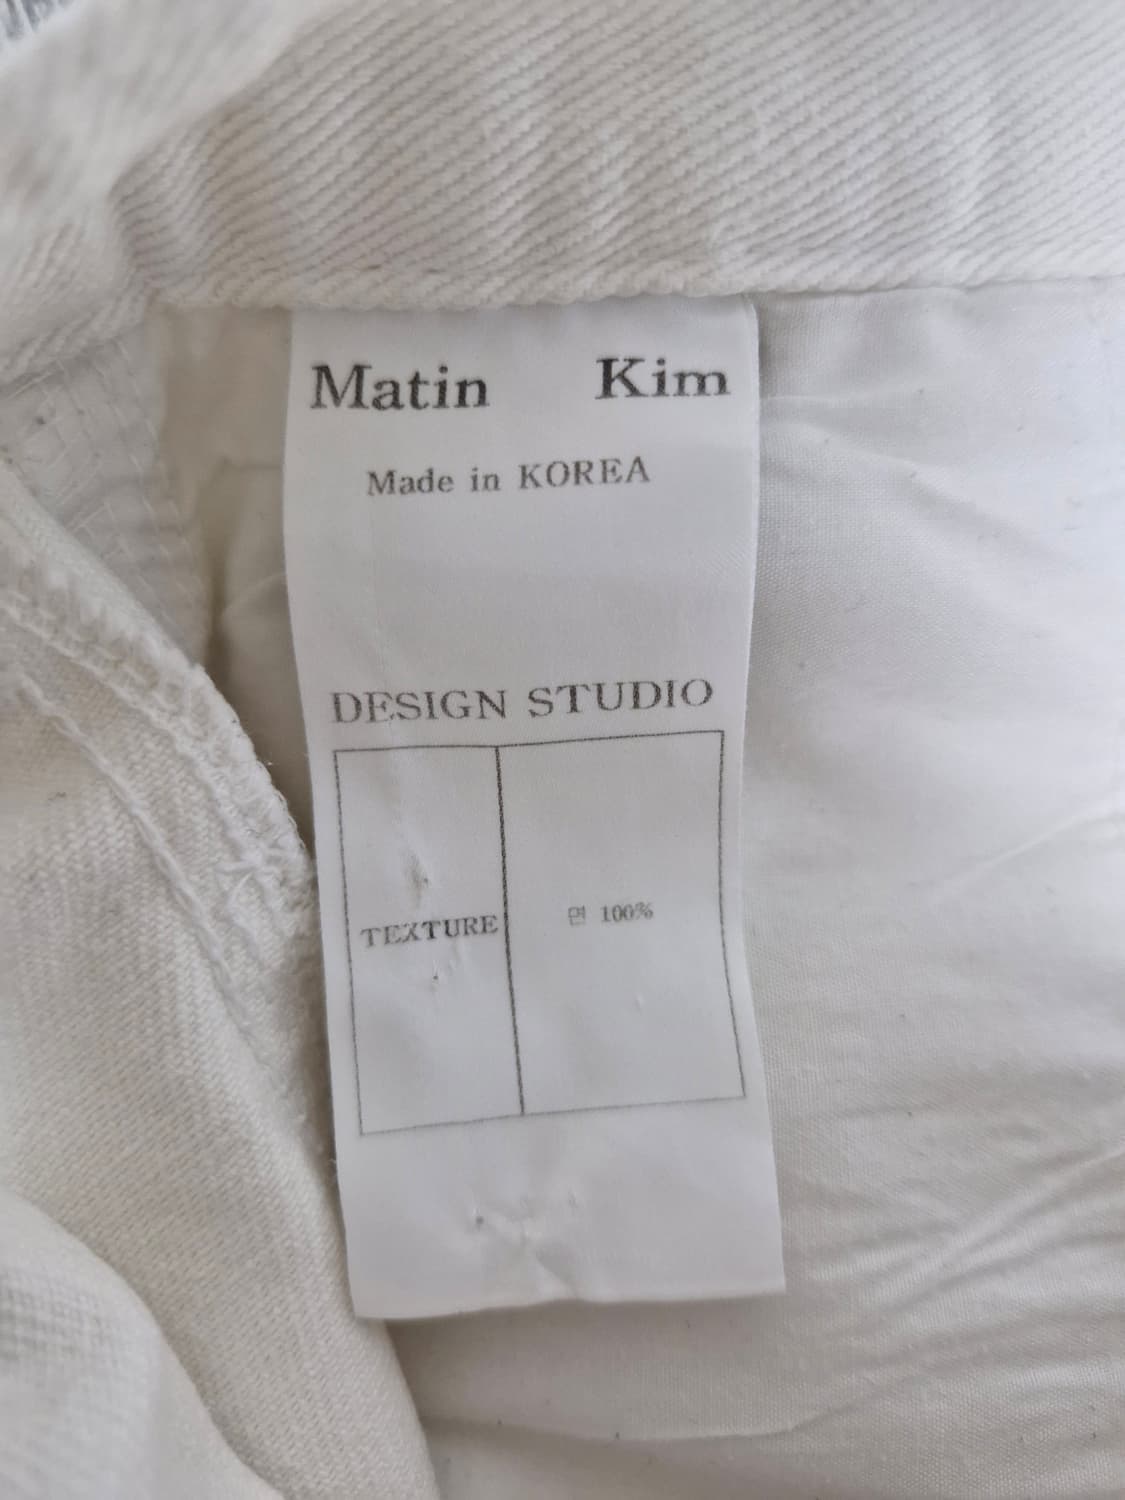 Matin Kim
Made in KOREA
DESIGN STUDIO
TEXTURE
면 100%